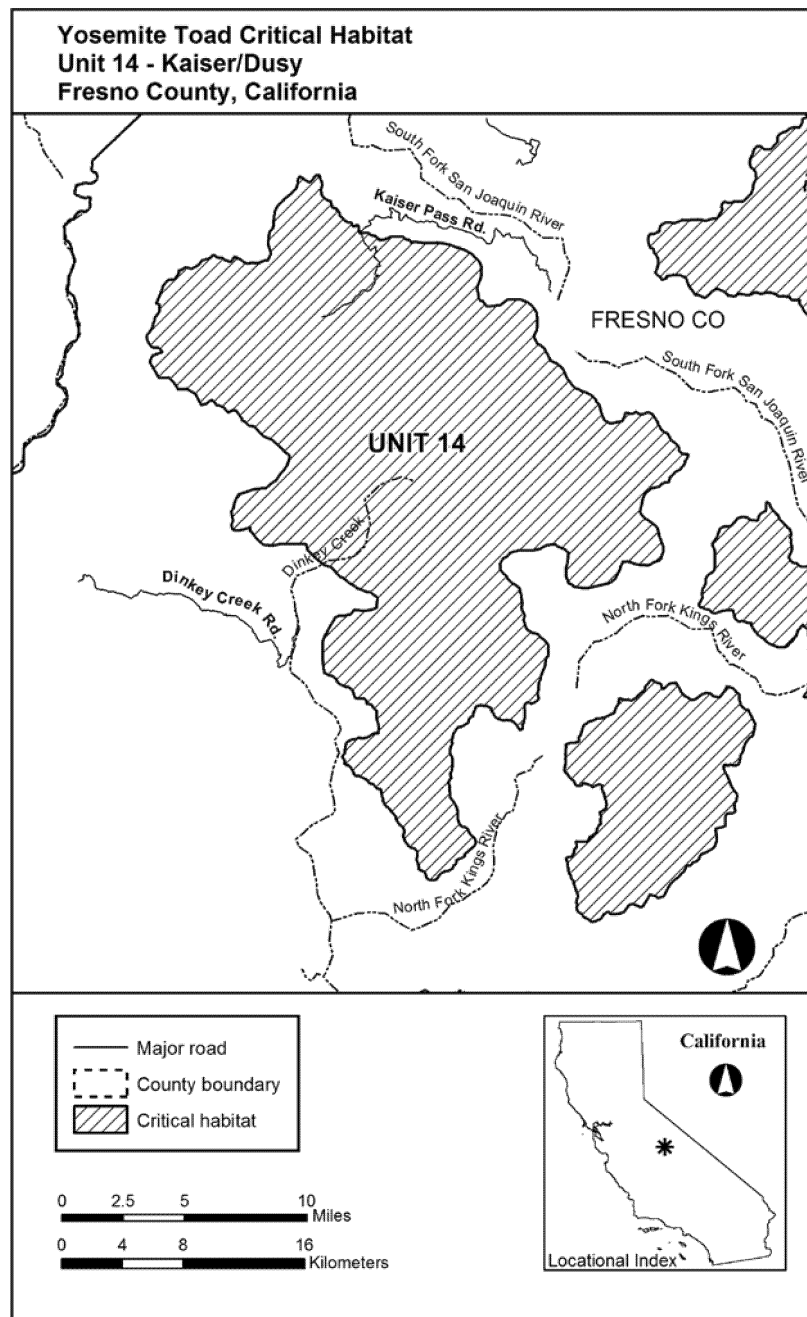 Yosemite Toad Critical Habitat
Unit 14 - Kaiser/Dusy
Fresno County, California
South Fork San Joaquin River
Kaiser Pass Rd.
FRESNO CO
South Fork San Joaquin River
UNIT 14
Dinkey Creek
Dinkey Creek Rd.
North Fork Kings River
North Fork Kings River
Major road
County boundary
Critical habitat
California
0 2.5 5 10
Miles
0 4 8 16
Kilometers
Locational Index